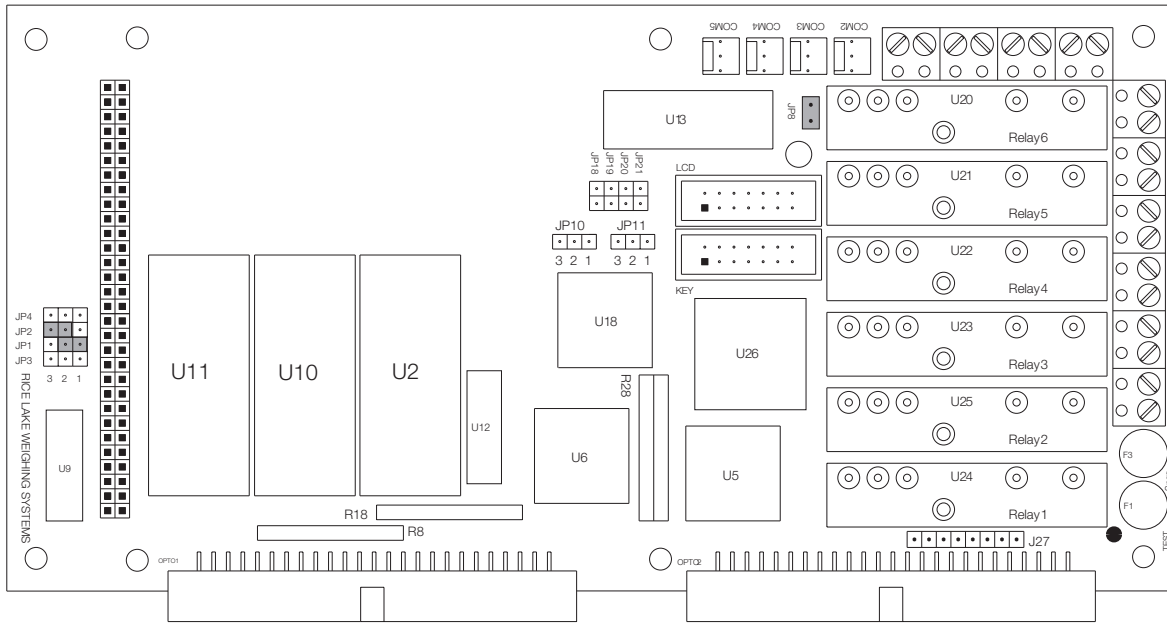 COM5
COM4
COM3
COM2
U13
JP8
U20
Relay6
JP18
JP19
JP20
JP21
LCD
U21
Relay5
JP10
JP11
3 2 1
3 2 1
KEY
U22
Relay4
JP4
JP2
JP1
JP3
3 2 1
U11
U10
U2
U18
U26
U23
Relay3
R28
RICE LAKE WEIGHING SYSTEMS
U9
U12
U6
U5
U25
Relay2
F3
U24
Relay1
F1
R18
R8
J27
TEST
OPTO1
OPTO2